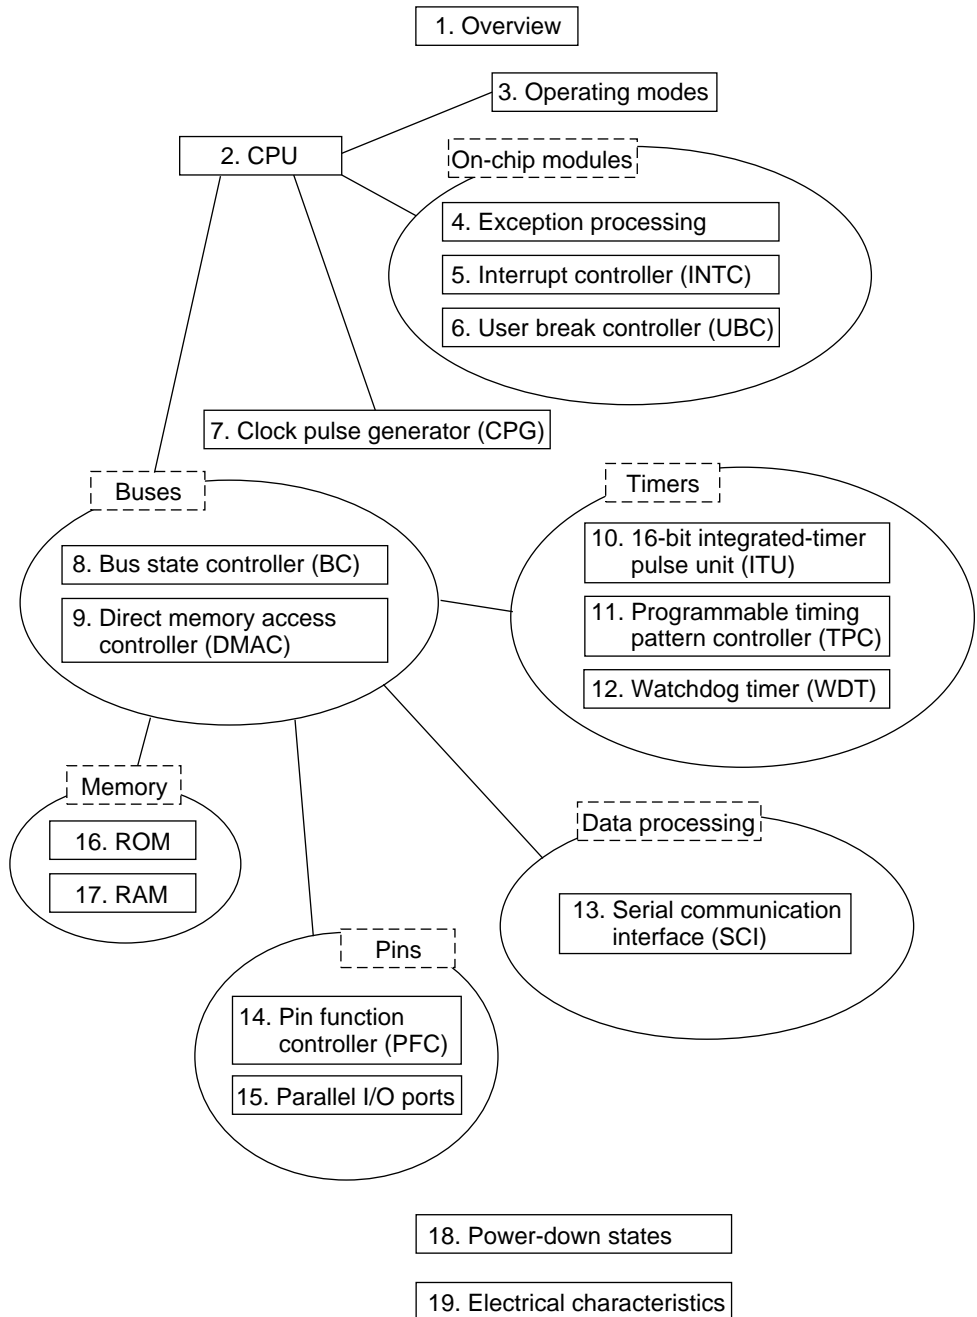 1. Overview
3. Operating modes
2. CPU
On-chip modules
4. Exception processing
5. Interrupt controller (INTC)
6. User break controller (UBC)
7. Clock pulse generator (CPG)
Buses
8. Bus state controller (BC)
9. Direct memory access
controller (DMAC)
Timers
10. 16-bit integrated-timer
pulse unit (ITU)
11. Programmable timing
pattern controller (TPC)
12. Watchdog timer (WDT)
Memory
16. ROM
17. RAM
Data processing
13. Serial communication
interface (SCI)
Pins
14. Pin function
controller (PFC)
15. Parallel I/O ports
18. Power-down states
19. Electrical characteristics